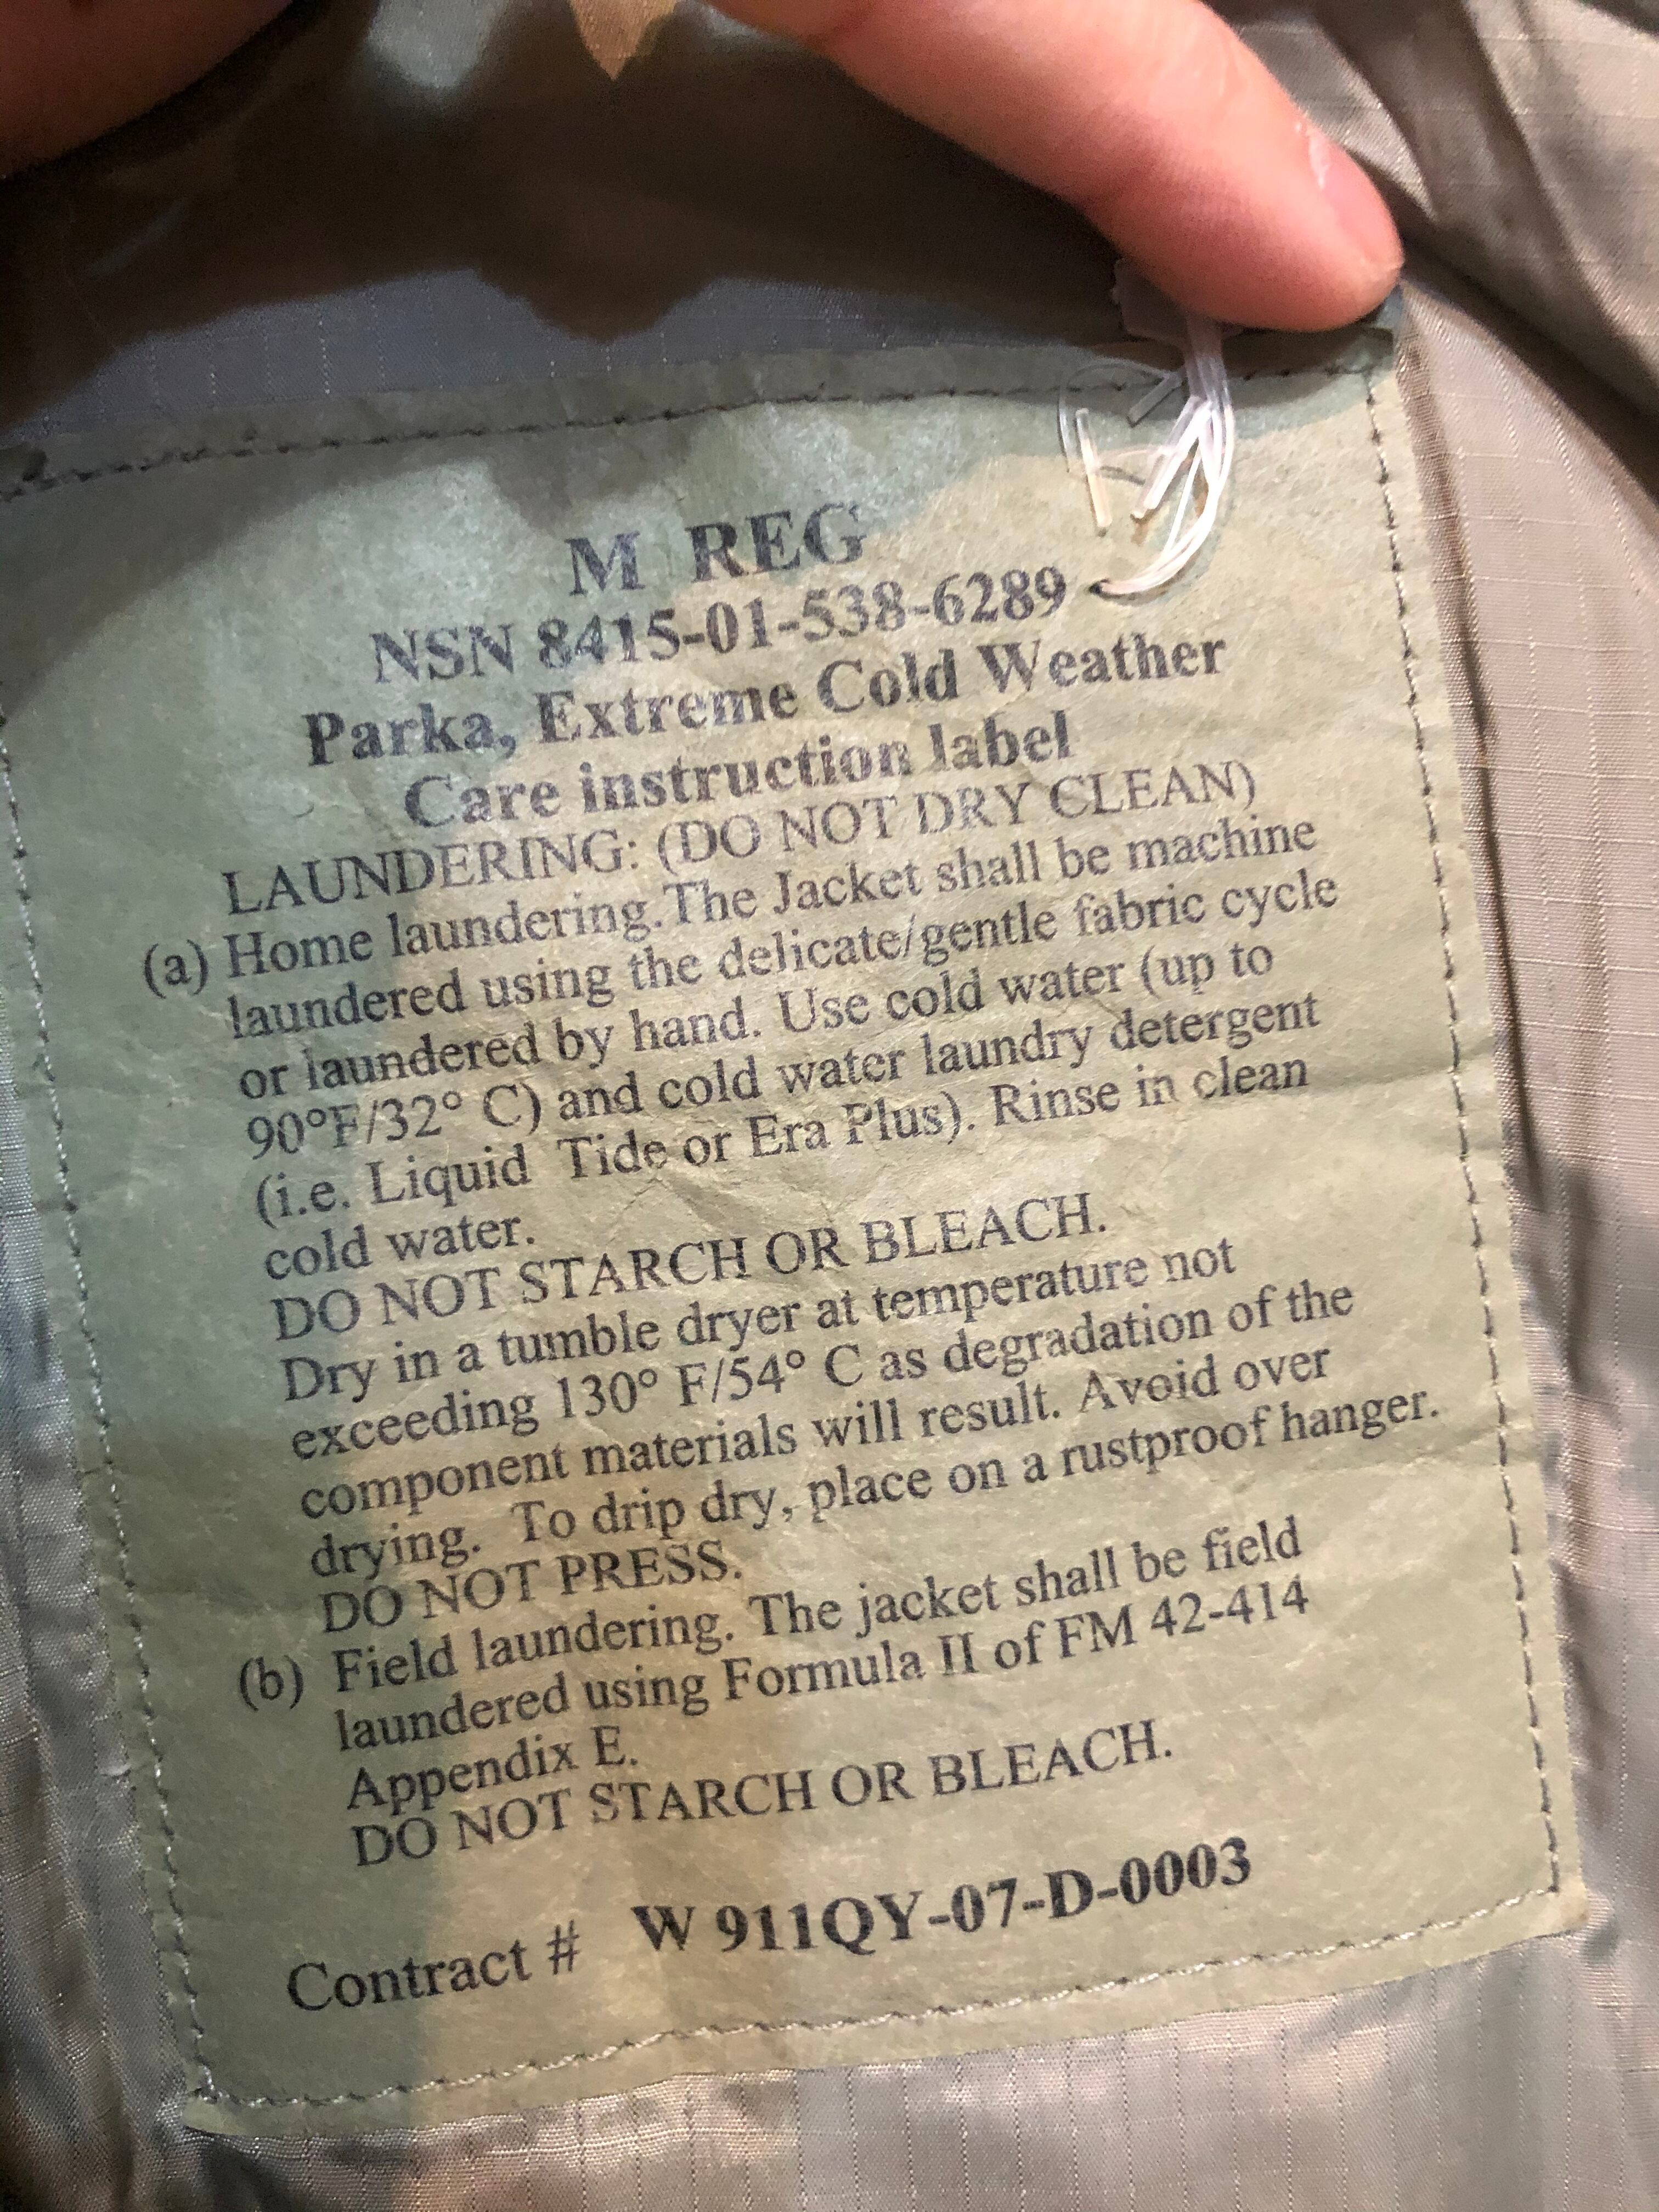 M REG
NSN 8415-01-538-6289
Parka, Extreme Cold Weather
Care instruction label
LAUNDERING: (DO NOT DRY CLEAN)
(a) Home laundering.The Jacket shall be machine
laundered using the delicate/gentle fabric cycle
or laundered by hand. Use cold water (up to
90°F/32° C) and cold water laundry detergent
(i.e. Liquid Tide or Era Plus). Rinse in clean
cold water.
DO NOT STARCH OR BLEACH.
Dry in a tumble dryer at temperature not
exceeding 130° F/54° C as degradation of the
component materials will result. Avoid over
drying. To drip dry, place on a rustproof hanger.
DO NOT PRESS.
(b) Field laundering. The jacket shall be field
laundered using Formula II of FM 42-414
Appendix E.
DO NOT STARCH OR BLEACH.
Contract # W 911QY-07-D-0003